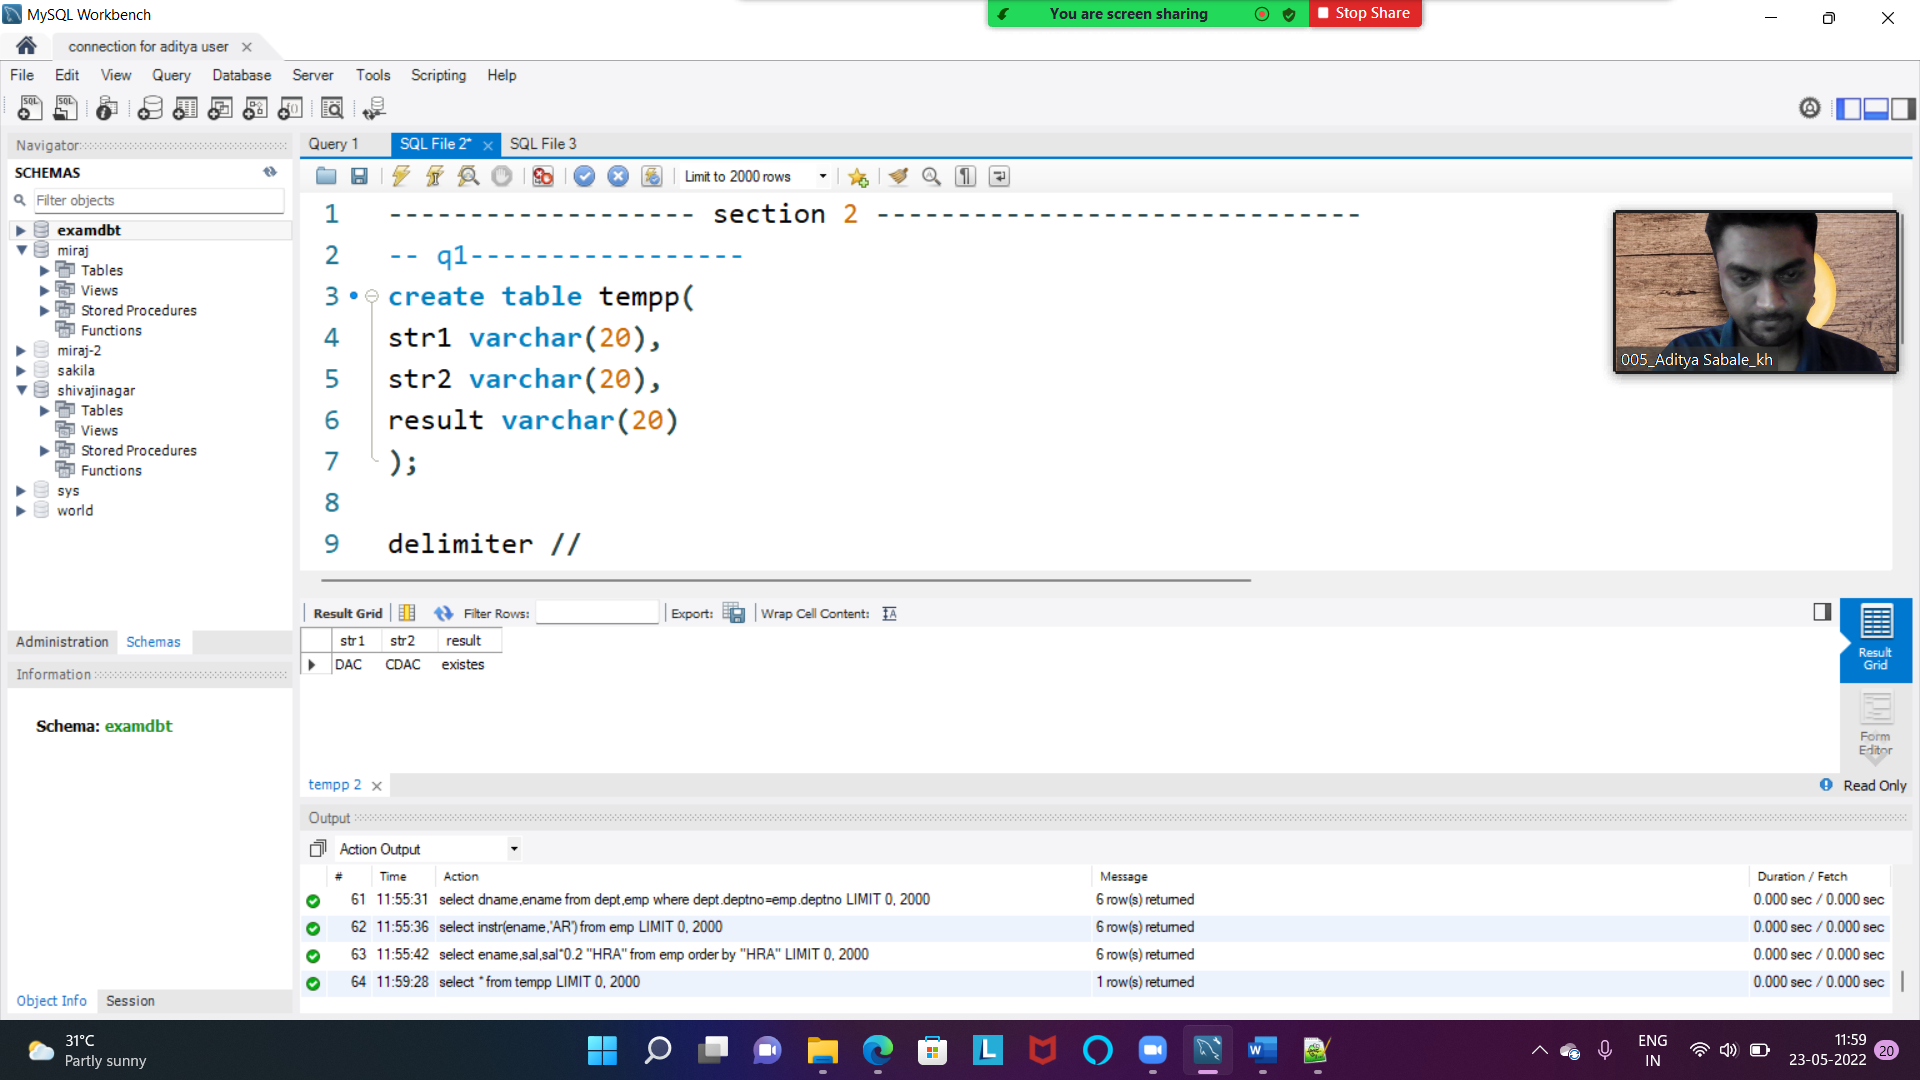 MySQL Workbench
You are screen sharing
Stop Share
connection for aditya user
File Edit View Query Database Server Tools Scripting Help
Navigator
SCHEMAS
Filter objects
examdbt
miraj
Tables
Views
Stored Procedures
Functions
miraj-2
sakila
shivajinagar
Tables
Views
Stored Procedures
Functions
sys
world
Administration Schemas
Information
Schema: examdbt
Object Info Session
Query 1 SQL File 2* SQL File 3
Limit to 2000 rows
1 ------------------- section 2 ------------------------------
2 -- q1-----------------
3 create table tempp(
4 str1 varchar(20),
5 str2 varchar(20),
6 result varchar(20)
7 );
8
9 delimiter //
005_Aditya Sabale_kh
Result Grid Filter Rows: Export: Wrap Cell Content:
str1 str2 result
DAC CDAC existes
Result Grid
Form Editor
tempp 2
Read Only
Output
Action Output
# Time Action Message Duration / Fetch
61 11:55:31 select dname,ename from dept,emp where dept.deptno=emp.deptno LIMIT 0, 2000 6 row(s) returned 0.000 sec / 0.000 sec
62 11:55:36 select instr(ename,'AR') from emp LIMIT 0, 2000 6 row(s) returned 0.000 sec / 0.000 sec
63 11:55:42 select ename,sal,sal*0.2 "HRA" from emp order by "HRA" LIMIT 0, 2000 6 row(s) returned 0.000 sec / 0.000 sec
64 11:59:28 select * from tempp LIMIT 0, 2000 1 row(s) returned 0.000 sec / 0.000 sec
31°C
Partly sunny
ENG
IN
11:59
23-05-2022
20